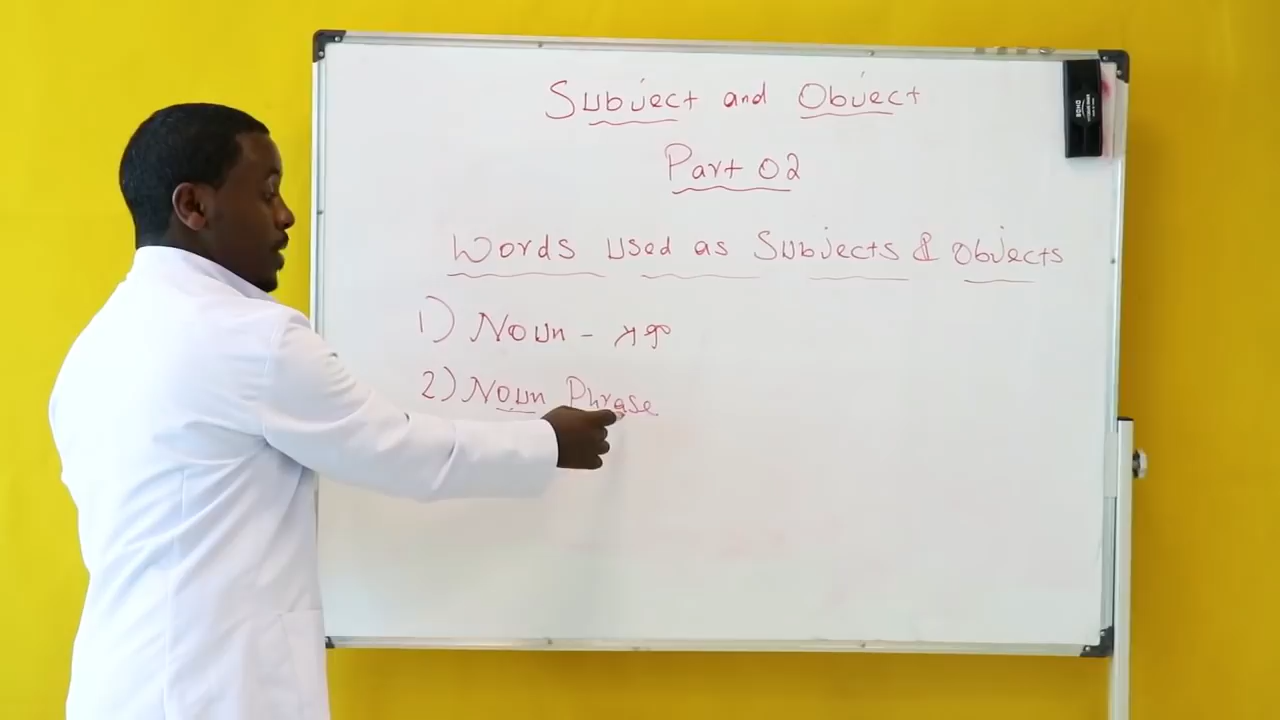 Subject and Object
Part 02
Words used as Subjects & Objects
1) Noun - ስም
2) Noun Phrase